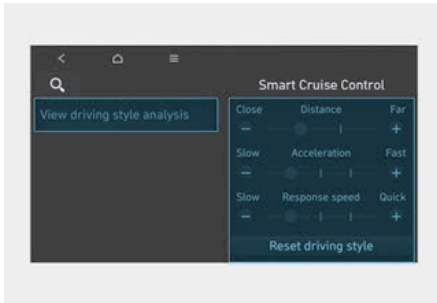 Smart Cruise Control
View driving style analysis
Close Distance Far
Slow Acceleration Fast
Slow Response speed Quick
Reset driving style